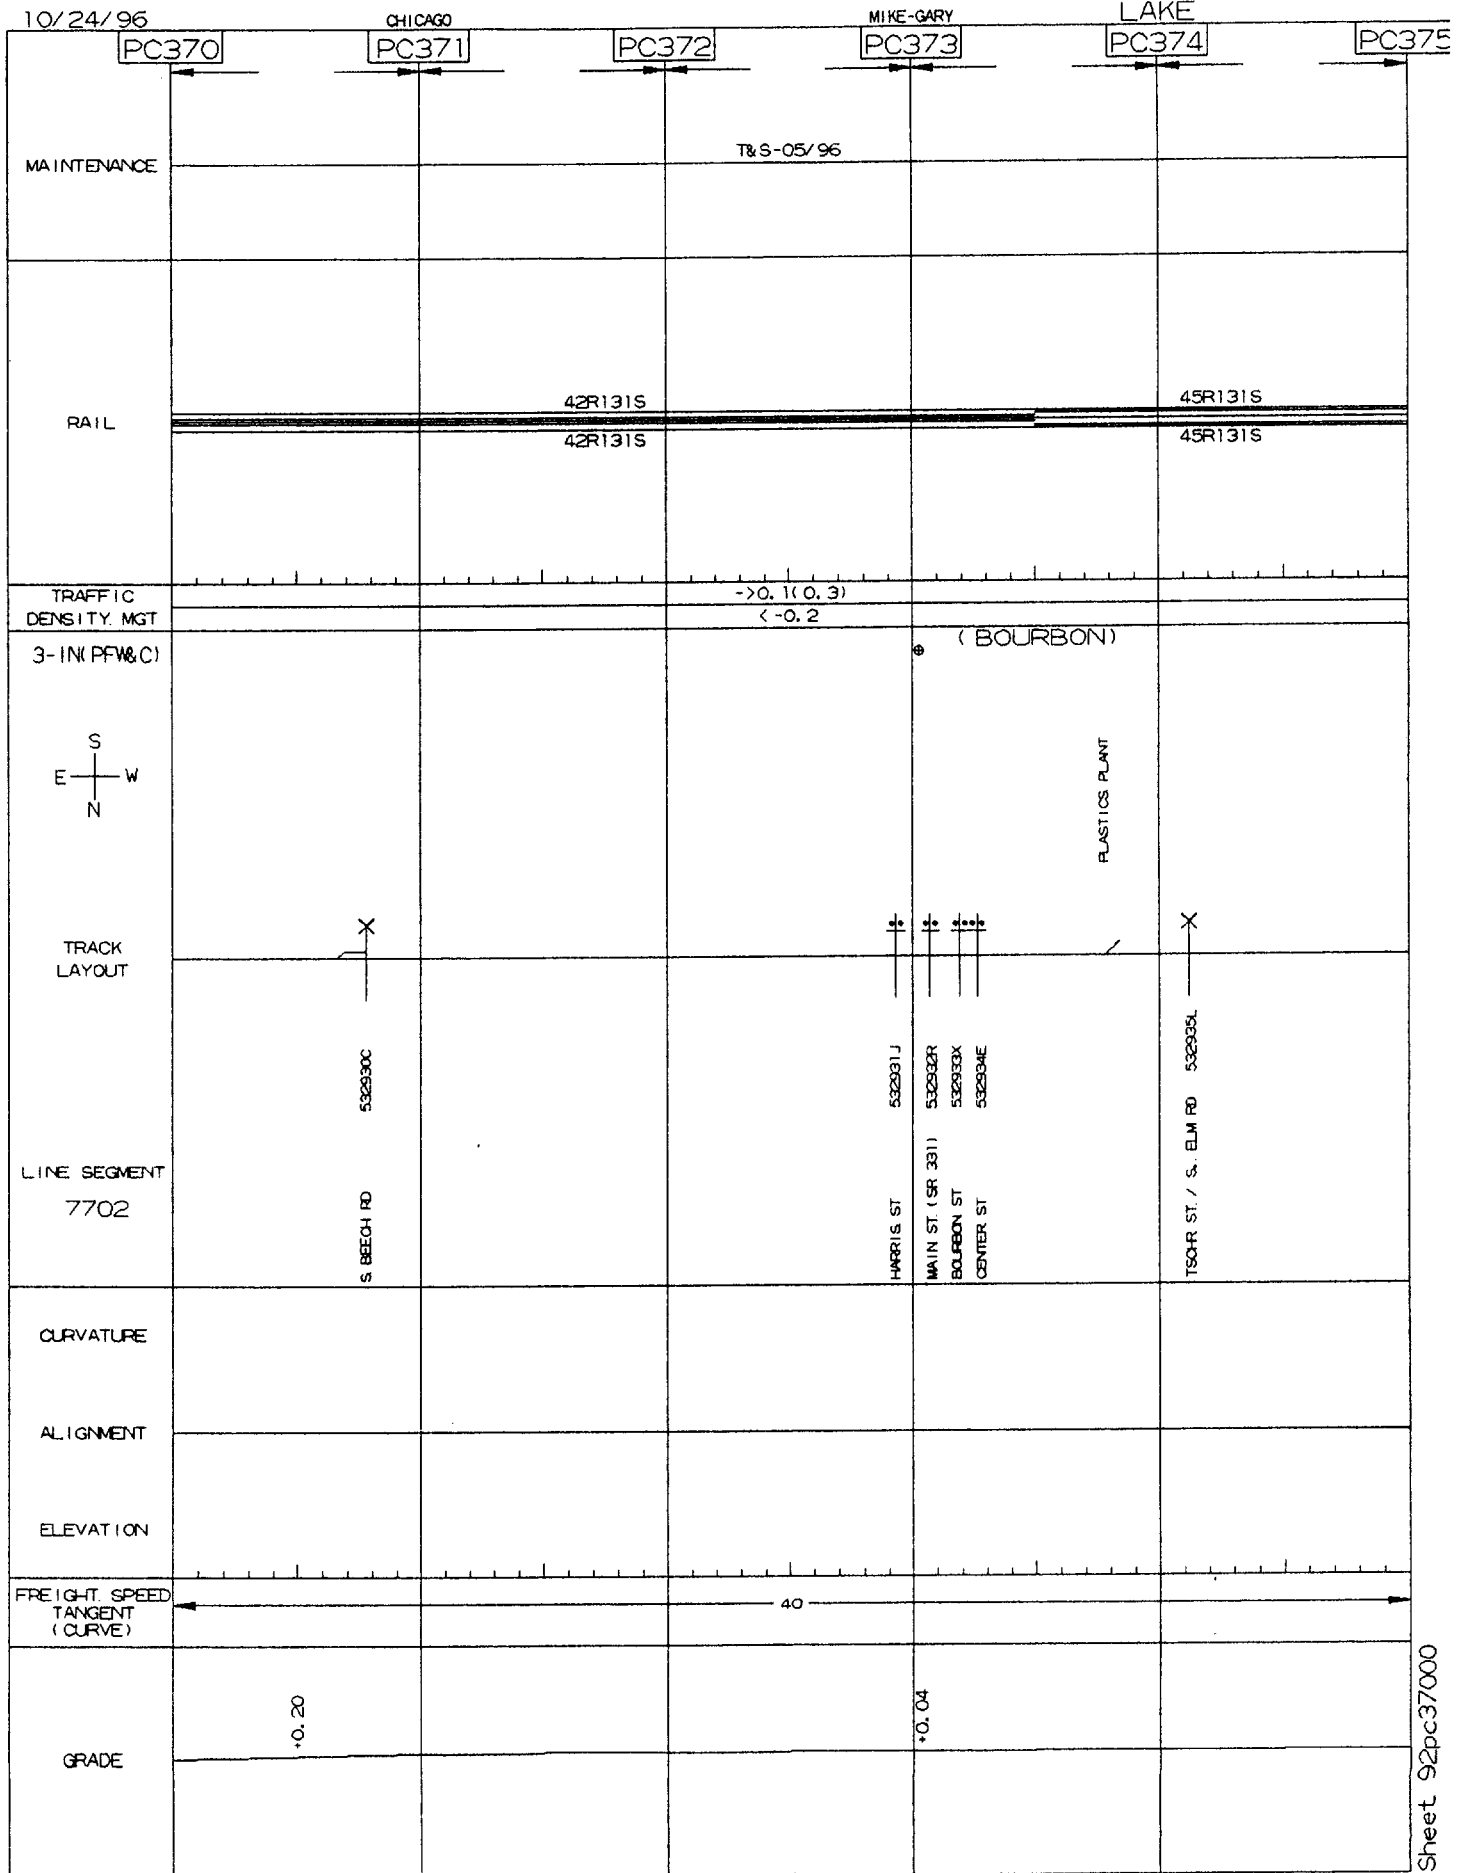 10/24/96
CHICAGO
MIKE-GARY
LAKE
PC370
PC371
PC372
PC373
PC374
PC375
MAINTENANCE
T&S-05/96
RAIL
42R131S
45R131S
42R131S
45R131S
TRAFFIC
DENSITY. MGT
->0.1(0.3)
<-0.2
3-IN(PFW&C)
(BOURBON)
S
E
W
N
PLASTICS PLANT
TRACK
LAYOUT
LINE SEGMENT
7702
S. BEECH RD 532930C
HARRIS ST 532931J
MAIN ST. (SR 331) 532932R
BOURBON ST 532933X
CENTER ST 532934E
TSCHR ST. / S. ELM RD 532935L
CURVATURE
ALIGNMENT
ELEVATION
FREIGHT. SPEED
TANGENT
(CURVE)
40
GRADE
+0.20
+0.04
Sheet 92pc37000